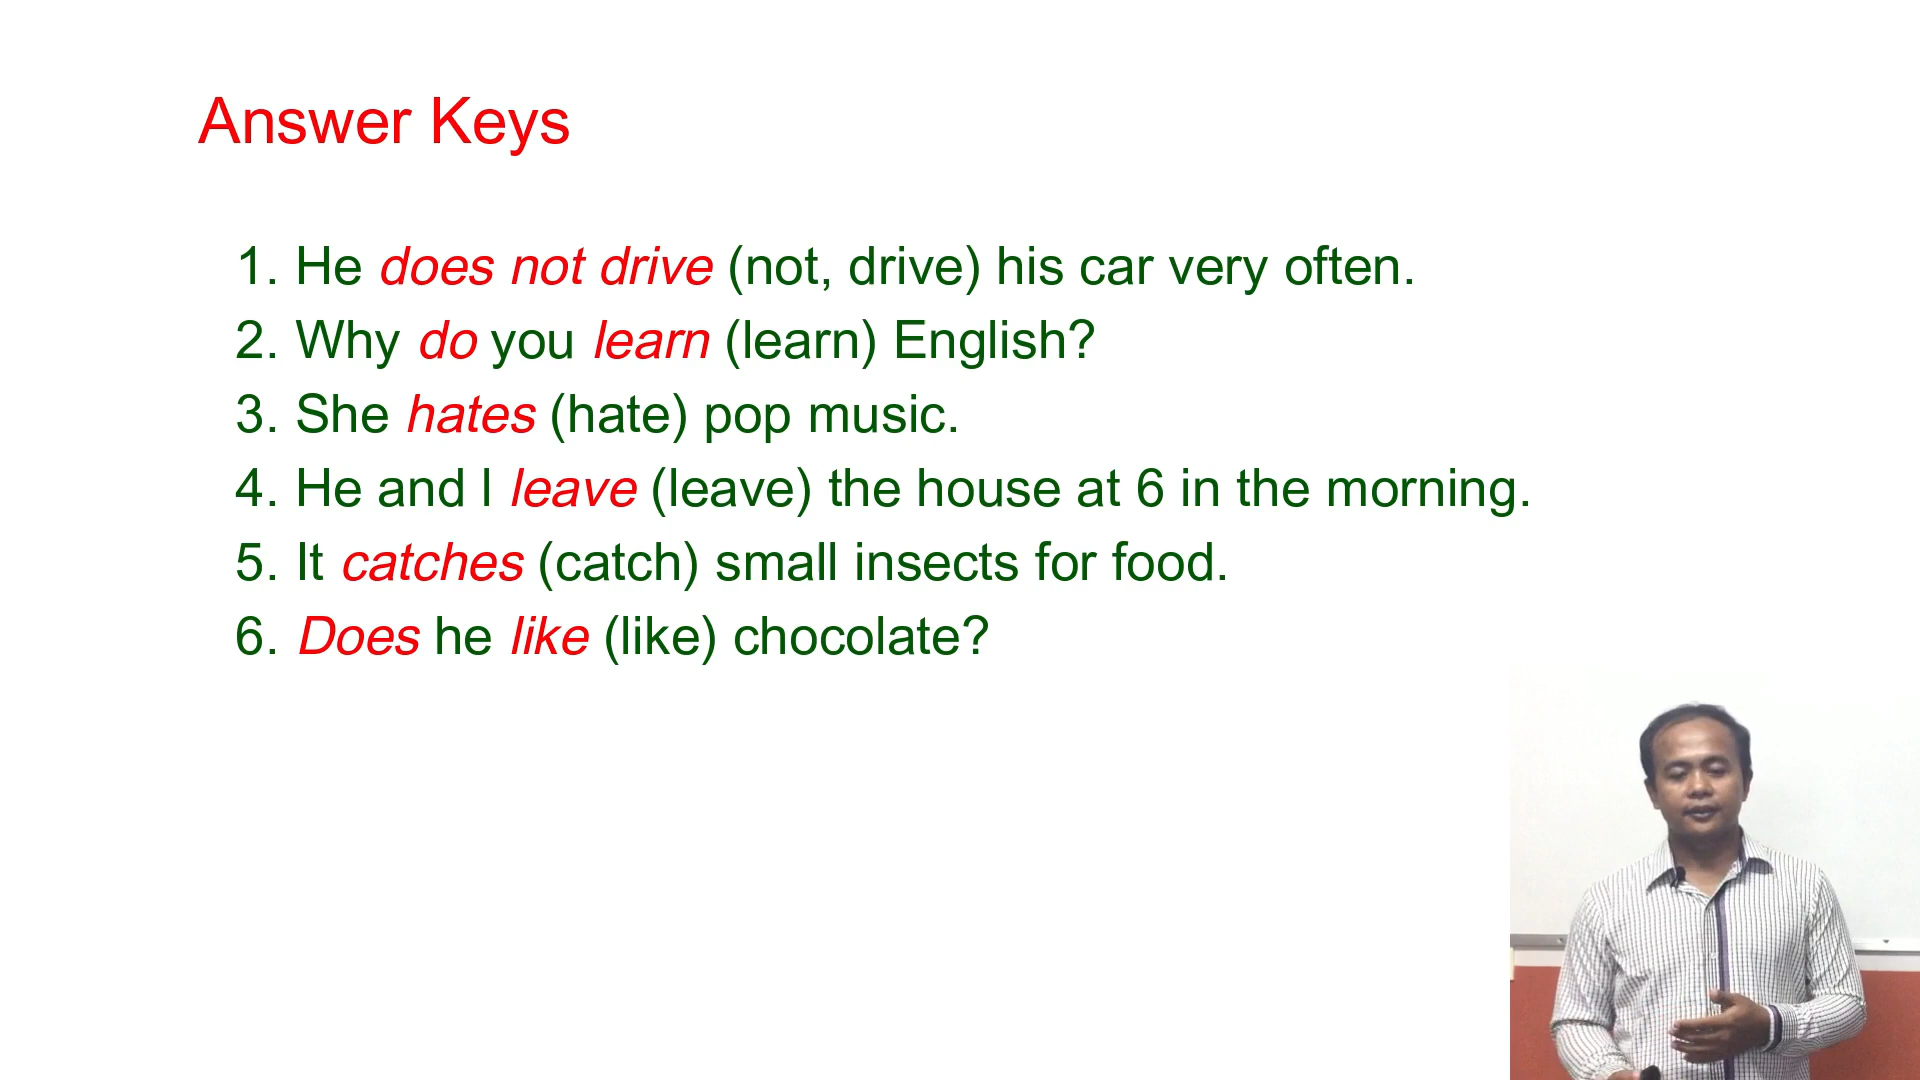 Answer Keys
1. He does not drive (not, drive) his car very often.
2. Why do you learn (learn) English?
3. She hates (hate) pop music.
4. He and I leave (leave) the house at 6 in the morning.
5. It catches (catch) small insects for food.
6. Does he like (like) chocolate?